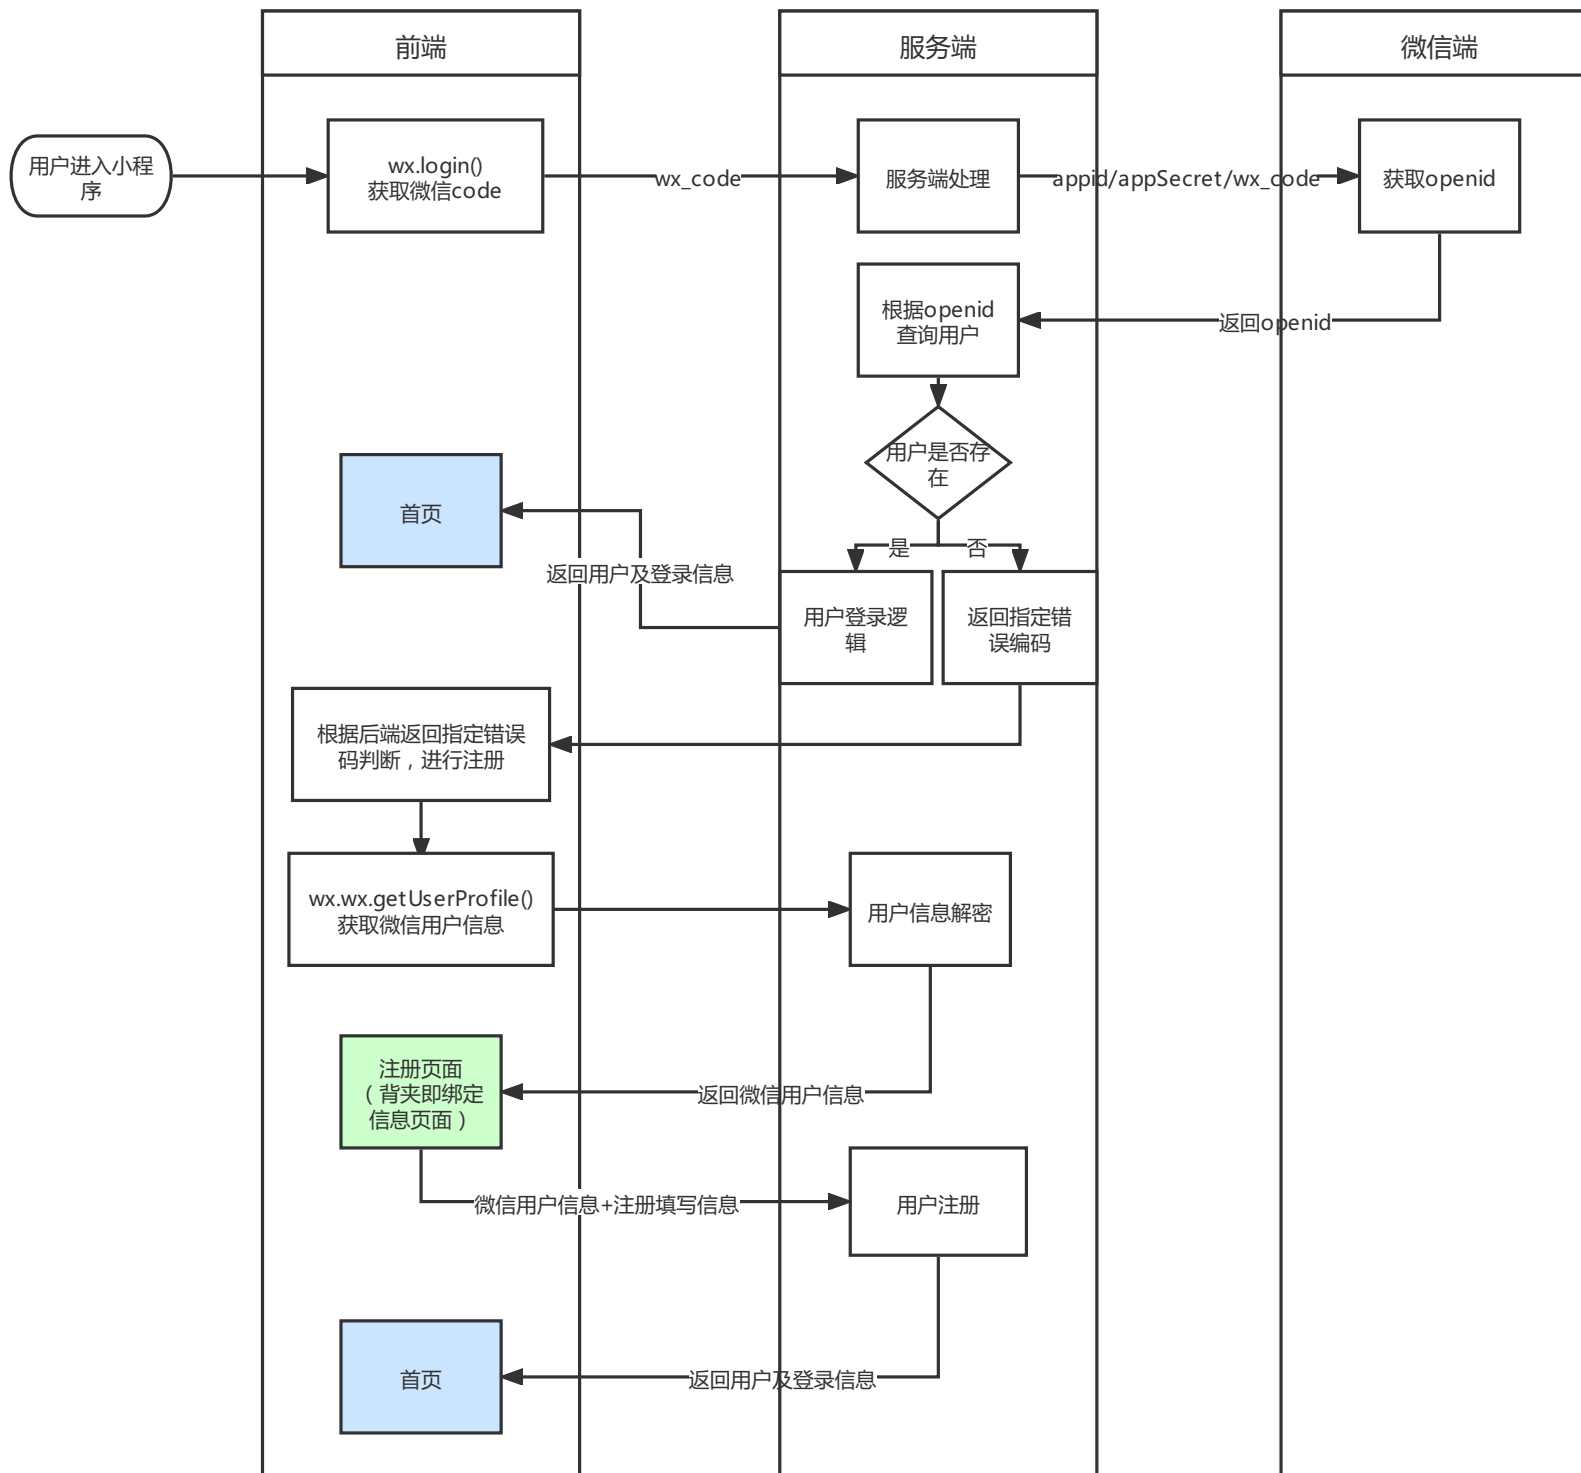 前端
服务端
微信端
用户进入小程
序
wx.login()
获取微信code
wx_code
服务端处理
appid/appSecret/wx_code
获取openid
根据openid
查询用户
返回openid
用户是否存
在
首页
是
否
返回用户及登录信息
用户登录逻
辑
返回指定错
误编码
根据后端返回指定错误
码判断，进行注册
wx.wx.getUserProfile()
获取微信用户信息
用户信息解密
注册页面
（背夹即绑定
信息页面）
返回微信用户信息
微信用户信息+注册填写信息
用户注册
首页
返回用户及登录信息